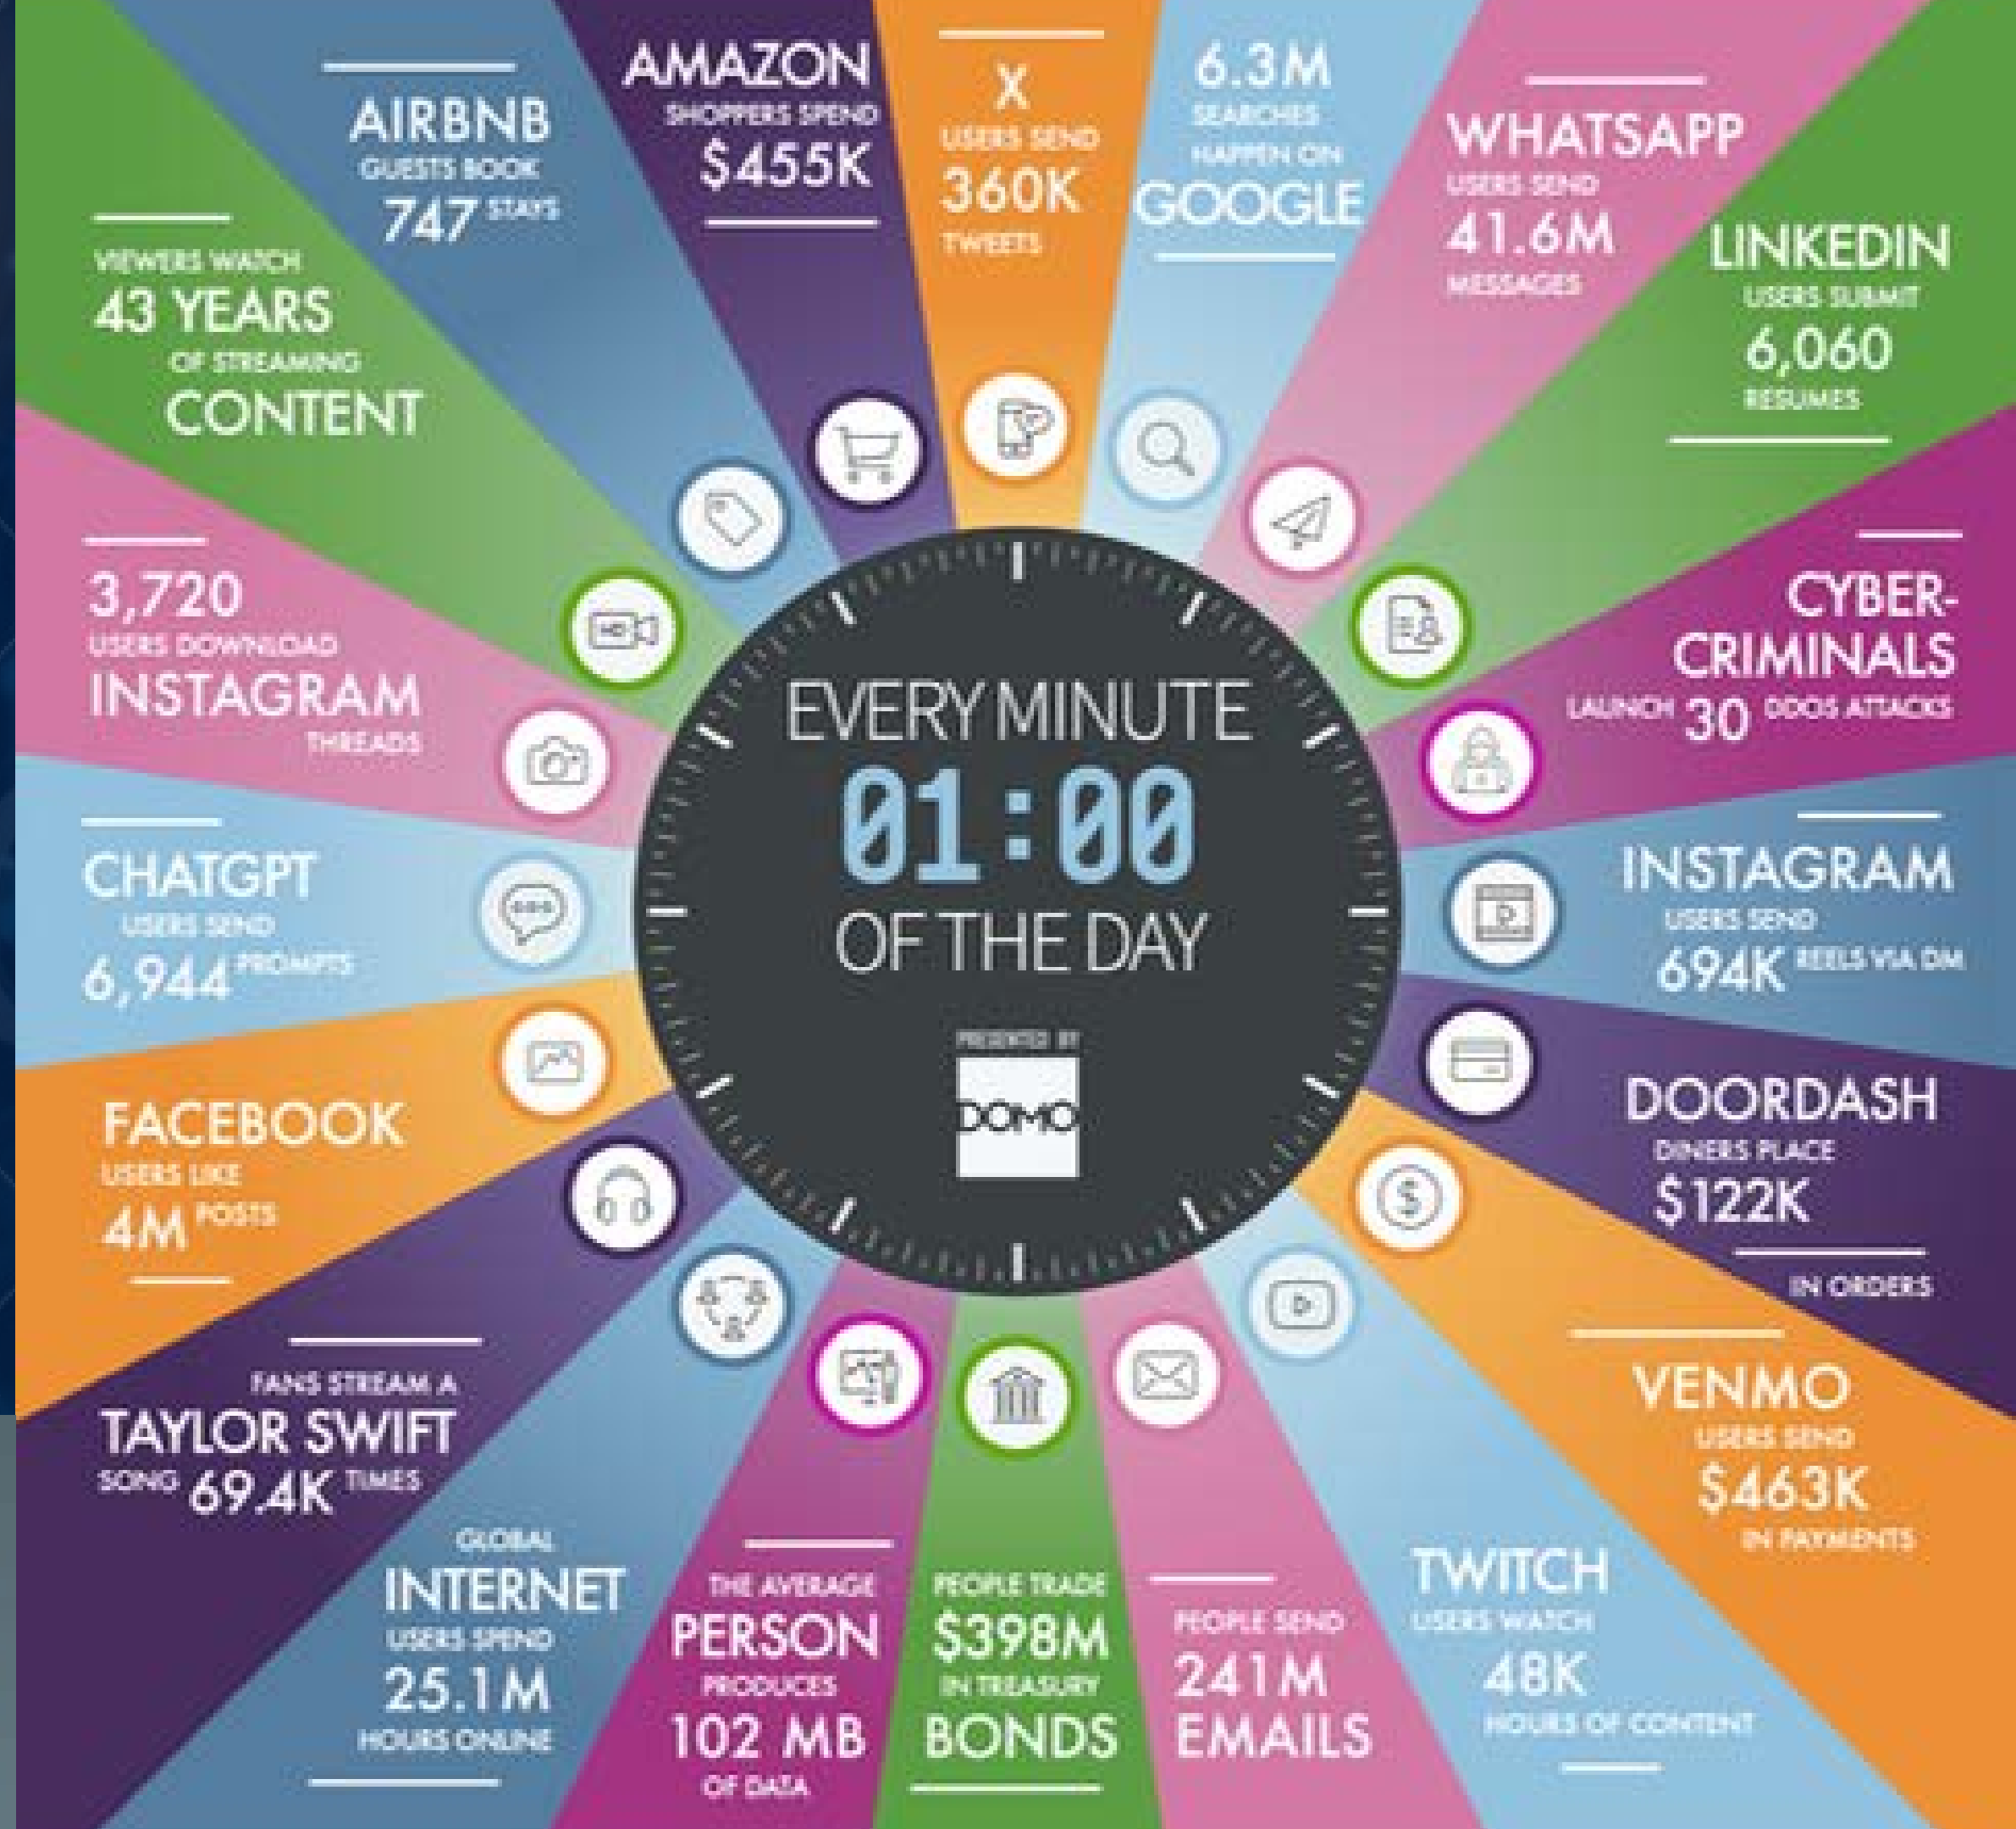 X
USERS SEND
360K
TWEETS
6.3M
SEARCHES
HAPPEN ON
GOOGLE
WHATSAPP
USERS SEND
41.6M
MESSAGES
LINKEDIN
USERS SUBMIT
6,060
RESUMES
CYBER-
CRIMINALS
LAUNCH 30 DDOS ATTACKS
INSTAGRAM
USERS SEND
694K REELS VIA DM
DOORDASH
DINERS PLACE
$122K
IN ORDERS
VENMO
USERS SEND
$463K
IN PAYMENTS
TWITCH
USERS WATCH
48K
HOURS OF CONTENT
PEOPLE SEND
241M
EMAILS
PEOPLE TRADE
$398M
IN TREASURY
BONDS
THE AVERAGE
PERSON
PRODUCES
102 MB
OF DATA
GLOBAL
INTERNET
USERS SPEND
25.1M
HOURS ONLINE
FANS STREAM A
TAYLOR SWIFT
SONG 69.4K TIMES
FACEBOOK
USERS LIKE
4M POSTS
CHATGPT
USERS SEND
6,944 PROMPTS
3,720
USERS DOWNLOAD
INSTAGRAM
THREADS
VIEWERS WATCH
43 YEARS
OF STREAMING
CONTENT
AIRBNB
GUESTS BOOK
747 STAYS
AMAZON
SHOPPERS SPEND
$455K
EVERY MINUTE
01:00
OF THE DAY
PRESENTED BY
DOMO
HD
$